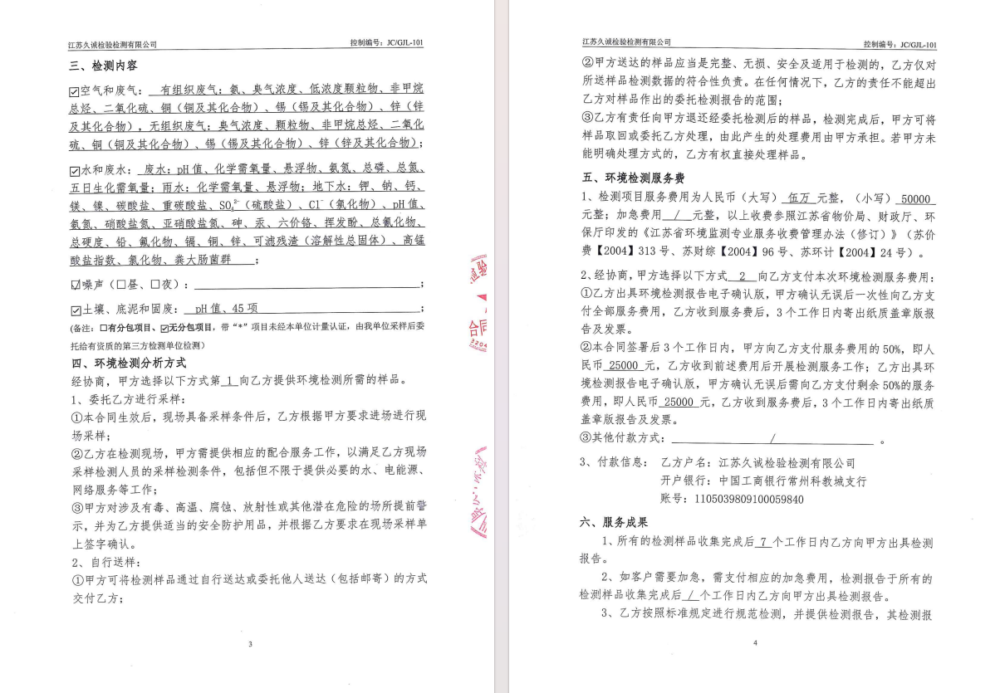 江苏久诚检验检测有限公司 控制编号：JC/GJL-101
三、检测内容
☑空气和废气： 有组织废气：氨、臭气浓度、低浓度颗粒物、非甲烷
总烃、二氧化硫、铜（铜及其化合物）、锡（锡及其化合物）、锌（锌
及其化合物），无组织废气：臭气浓度、颗粒物、非甲烷总烃、二氧化
硫、铜（铜及其化合物）、锡（锡及其化合物）、锌（锌及其化合物）；
☑水和废水： 废水：pH值、化学需氧量、悬浮物、氨氮、总磷、总氮、
五日生化需氧量；雨水：化学需氧量、悬浮物；地下水：钾、钠、钙、
镁、镍、碳酸盐、重碳酸盐、SO₄²⁻（硫酸盐）、Cl⁻（氯化物）、pH值、
氨氮、硝酸盐氮、亚硝酸盐氮、砷、汞、六价铬、挥发酚、总氰化物、
总硬度、铅、氟化物、镉、铜、锌、可滤残渣（溶解性总固体）、高锰
酸盐指数、氯化物、粪大肠菌群 ；
☑噪声（☐昼、☐夜）： ；
☑土壤、底泥和固废： pH值、45项 ；
（备注：☐有分包项目、☑无分包项目，带“*”项目未经本单位计量认证，由我单位采样后委
托给有资质的第三方检测单位检测）
四、环境检测分析方式
经协商，甲方选择以下方式第 1 向乙方提供环境检测所需的样品。
1、委托乙方进行采样：
①本合同生效后，现场具备采样条件后，乙方根据甲方要求进场进行现
场采样；
②乙方在检测现场，甲方需提供相应的配合服务工作，以满足乙方现场
采样检测人员的采样检测条件，包括但不限于提供必要的水、电能源、
网络服务等工作；
③甲方对涉及有毒、高温、腐蚀、放射性或其他潜在危险的场所提前警
示，并为乙方提供适当的安全防护用品，并根据乙方要求在现场采样单
上签字确认。
2、自行送样：
①甲方可将检测样品通过自行送达或委托他人送达（包括邮寄）的方式
交付乙方；
3
合同
3204
江苏久诚检验检测有限公司 控制编号：JC/GJL-101
②甲方送达的样品应当是完整、无损、安全及适用于检测的，乙方仅对
所送样品检测数据的符合性负责。在任何情况下，乙方的责任不能超出
乙方对样品作出的委托检测报告的范围；
③乙方有责任向甲方退还经委托检测后的样品，检测完成后，甲方可将
样品取回或委托乙方处理，由此产生的处理费用由甲方承担。若甲方未
能明确处理方式的，乙方有权直接处理样品。
五、环境检测服务费
1、检测项目服务费用为人民币（大写） 伍万 元整，（小写） 50000
元整；加急费用 / 元整，以上收费参照江苏省物价局、财政厅、环
保厅印发的《江苏省环境监测专业服务收费管理办法（修订）》（苏价
费【2004】313号、苏财综【2004】96号、苏环计【2004】24号）。
2、经协商，甲方选择以下方式 2 向乙方支付本次环境检测服务费用：
①乙方出具环境检测报告电子确认版，甲方确认无误后一次性向乙方支
付全部服务费用，乙方收到服务费后，3个工作日内寄出纸质盖章版报
告及发票。
②本合同签署后3个工作日内，甲方向乙方支付服务费用的50%，即人
民币 25000 元，乙方收到前述费用后开展检测服务工作；乙方出具环
境检测报告电子确认版，甲方确认无误后需向乙方支付剩余50%的服务
费用，即人民币 25000 元，乙方收到服务费后，3个工作日内寄出纸质
盖章版报告及发票。
③其他付款方式： / 。
3、付款信息： 乙方户名：江苏久诚检验检测有限公司
开户银行：中国工商银行常州科教城支行
账号：1105039809100059840
六、服务成果
1、所有的检测样品收集完成后 7 个工作日内乙方向甲方出具检测
报告。
2、如客户需要加急，需支付相应的加急费用，检测报告于所有的
检测样品收集完成后 / 个工作日内乙方向甲方出具检测报告。
3、乙方按照标准规定进行规范检测，并提供检测报告，其检测报
4